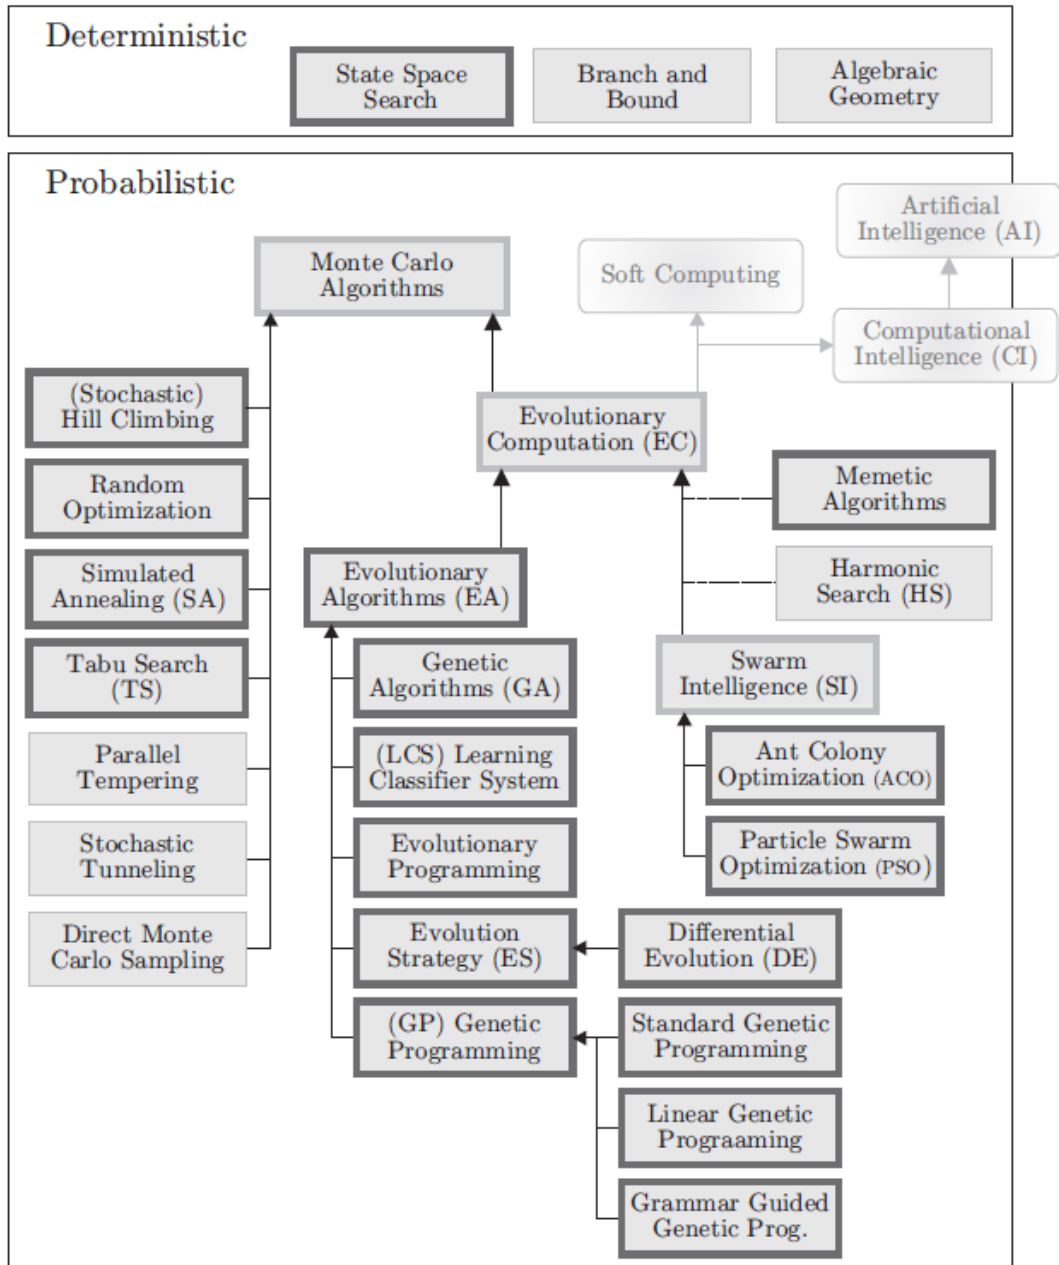 Deterministic
State Space
Search
Branch and
Bound
Algebraic
Geometry
Probabilistic
Artificial
Intelligence (AI)
Monte Carlo
Algorithms
Soft Computing
Computational
Intelligence (CI)
(Stochastic)
Hill Climbing
Evolutionary
Computation (EC)
Random
Optimization
Memetic
Algorithms
Simulated
Annealing (SA)
Evolutionary
Algorithms (EA)
Harmonic
Search (HS)
Tabu Search
(TS)
Genetic
Algorithms (GA)
Swarm
Intelligence (SI)
Parallel
Tempering
(LCS) Learning
Classifier System
Ant Colony
Optimization (ACO)
Stochastic
Tunneling
Evolutionary
Programming
Particle Swarm
Optimization (PSO)
Direct Monte
Carlo Sampling
Evolution
Strategy (ES)
Differential
Evolution (DE)
(GP) Genetic
Programming
Standard Genetic
Programming
Linear Genetic
Prograaming
Grammar Guided
Genetic Prog.